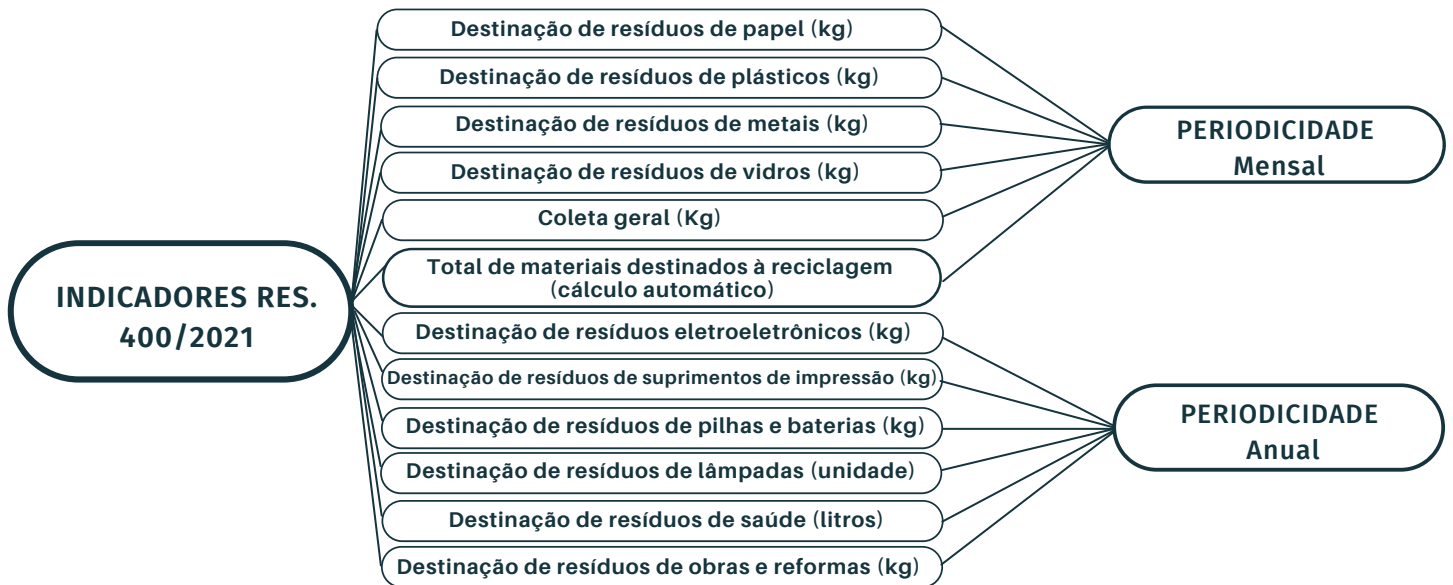 INDICADORES RES.
400/2021
Destinação de resíduos de papel (kg)
Destinação de resíduos de plásticos (kg)
Destinação de resíduos de metais (kg)
Destinação de resíduos de vidros (kg)
Coleta geral (Kg)
Total de materiais destinados à reciclagem
(cálculo automático)
Destinação de resíduos eletroeletrônicos (kg)
Destinação de resíduos de suprimentos de impressão (kg)
Destinação de resíduos de pilhas e baterias (kg)
Destinação de resíduos de lâmpadas (unidade)
Destinação de resíduos de saúde (litros)
Destinação de resíduos de obras e reformas (kg)
PERIODICIDADE
Mensal
PERIODICIDADE
Anual